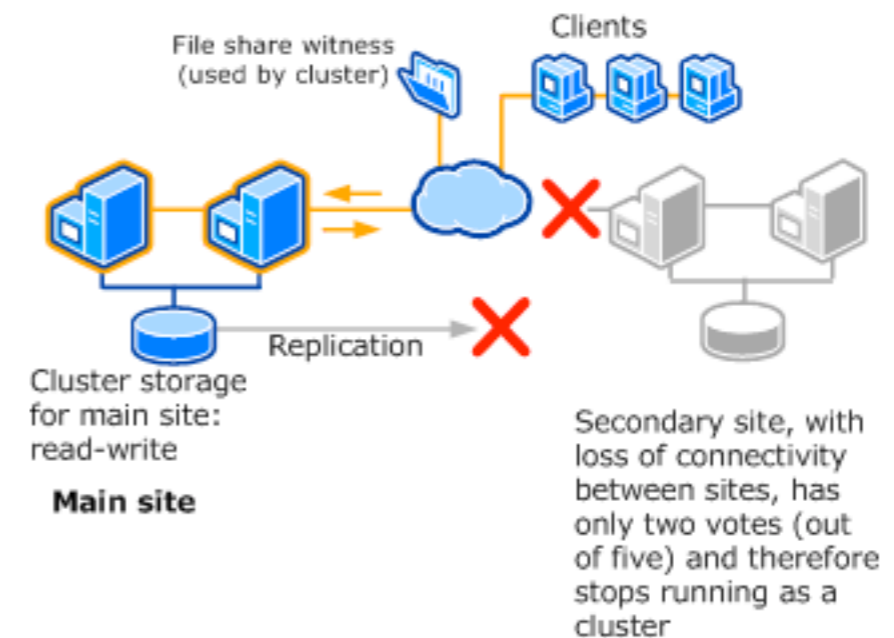 File share witness
(used by cluster)
Clients
Replication
Cluster storage
for main site:
read-write
Main site
Secondary site, with
loss of connectivity
between sites, has
only two votes (out
of five) and therefore
stops running as a
cluster